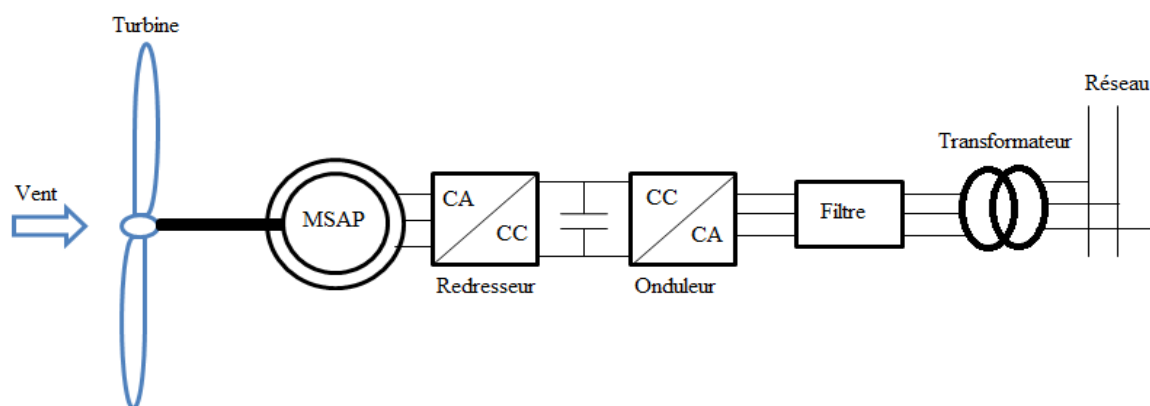 Turbine
Réseau
Transformateur
Vent
MSAP
CA
CC
CC
CA
Filtre
Redresseur
Onduleur